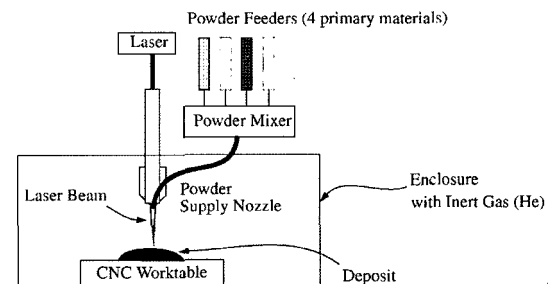 Powder Feeders (4 primary materials)
Laser
Powder Mixer
Laser Beam
Powder
Supply Nozzle
Enclosure
with Inert Gas (He)
CNC Worktable
Deposit